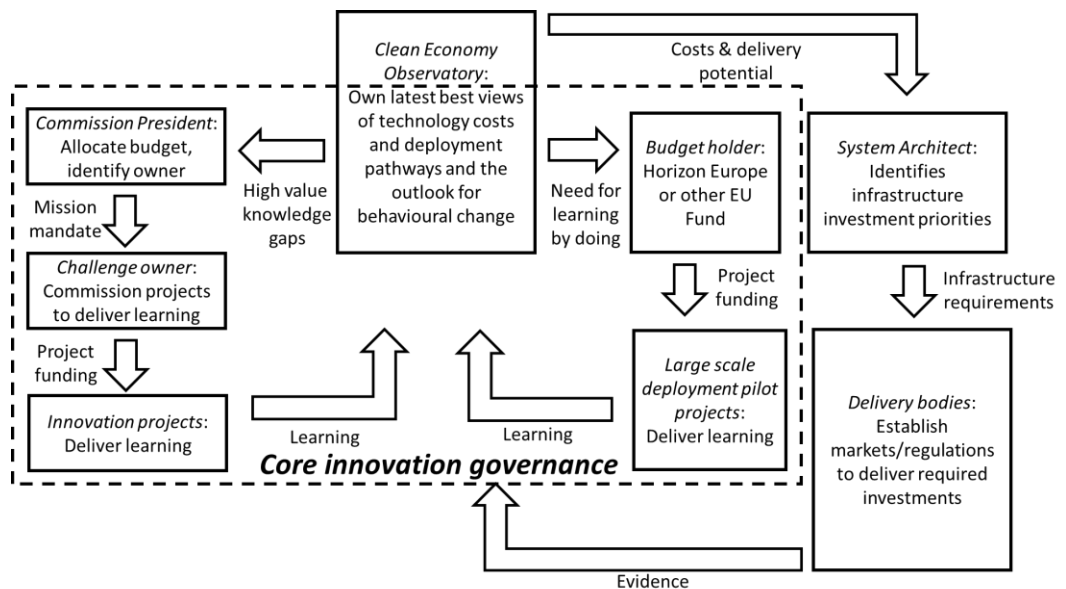 Clean Economy
Observatory:
Own latest best views
of technology costs
and deployment
pathways and the
outlook for
behavioural change
Costs & delivery
potential
Commission President:
Allocate budget,
identify owner
High value
knowledge
gaps
Need for
learning
by doing
Budget holder:
Horizon Europe
or other EU
Fund
System Architect:
Identifies
infrastructure
investment priorities
Mission
mandate
Challenge owner:
Commission projects
to deliver learning
Project
funding
Infrastructure
requirements
Project
funding
Innovation projects:
Deliver learning
Learning
Learning
Large scale
deployment pilot
projects:
Deliver learning
Delivery bodies:
Establish
markets/regulations
to deliver required
investments
Core innovation governance
Evidence